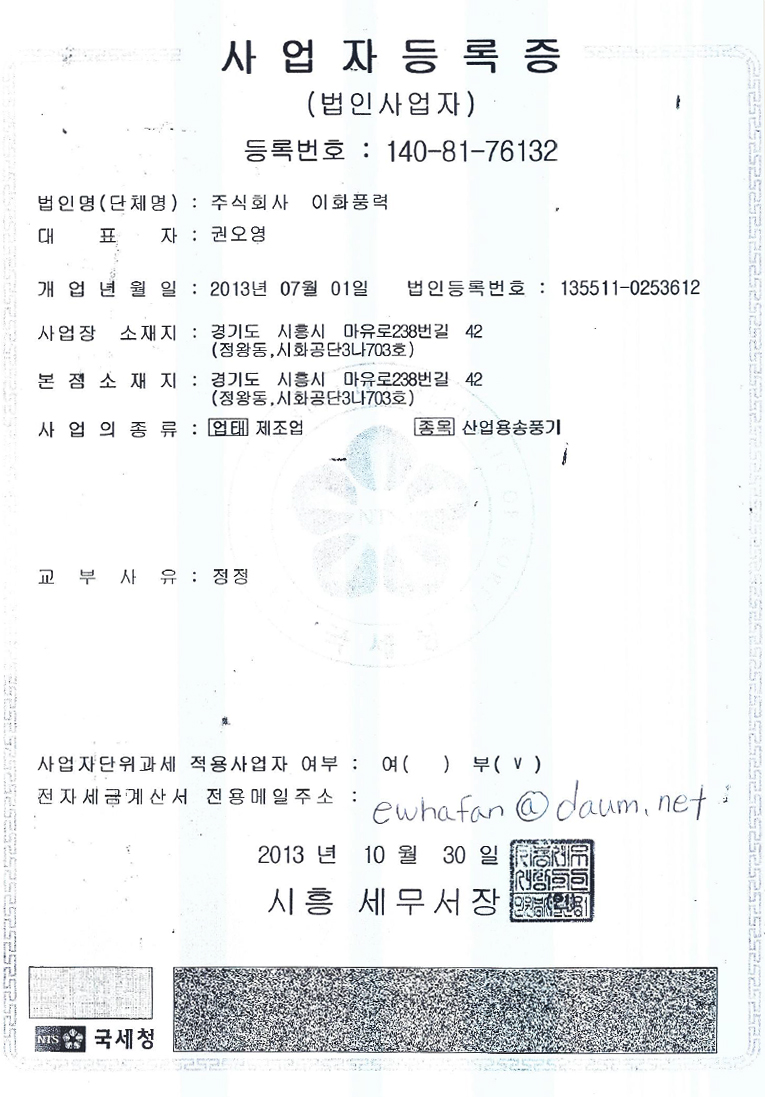 사업자등록증
(법인사업자)
등록번호 : 140-81-76132
법인명(단체명) : 주식회사 이화풍력
대 표 자 : 권오영
개업년월일 : 2013년 07월 01일 법인등록번호 : 135511-0253612
사업장 소재지 : 경기도 시흥시 마유로238번길 42
(정왕동,시화공단3나703호)
본점소재지 : 경기도 시흥시 마유로238번길 42
(정왕동,시화공단3나703호)
사업의종류 : 업태 제조업 종목 산업용송풍기
NTS
국세청
교부사유 : 정정
사업자단위과세 적용사업자 여부 : 여( ) 부( v )
전자세금계산서 전용메일주소 : ewhafan@daum.net
2013 년 10 월 30 일
시흥 세무서장
NTS 국세청